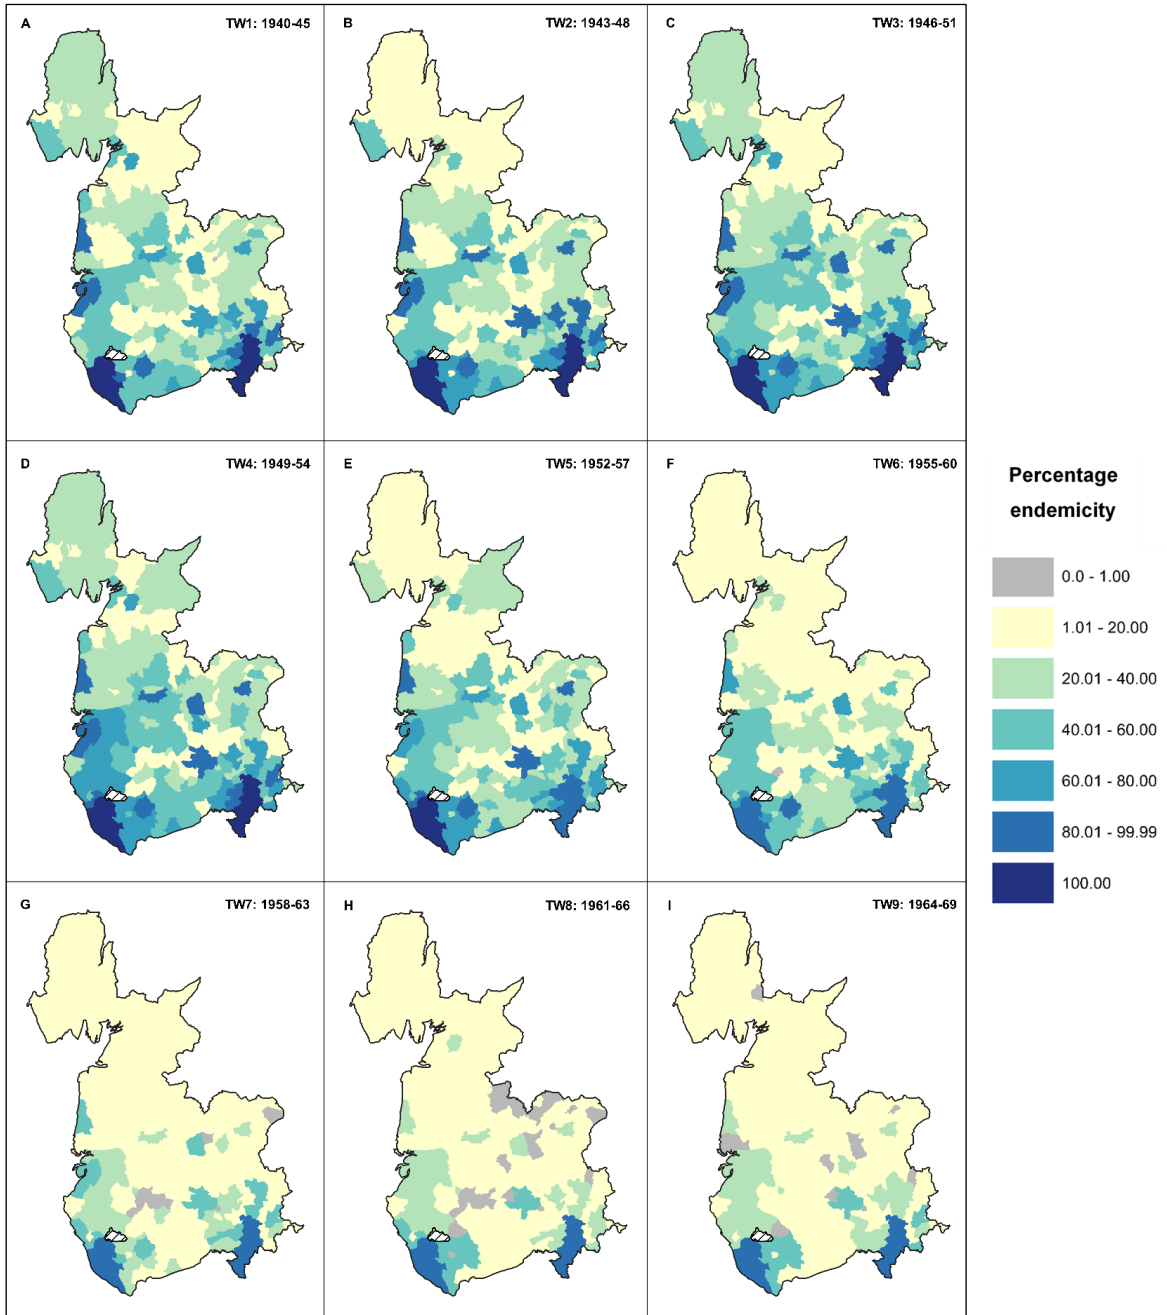 A TW1: 1940-45
B TW2: 1943-48
C TW3: 1946-51
D TW4: 1949-54
E TW5: 1952-57
F TW6: 1955-60
G TW7: 1958-63
H TW8: 1961-66
I TW9: 1964-69
Percentage
endemicity
0.0 - 1.00
1.01 - 20.00
20.01 - 40.00
40.01 - 60.00
60.01 - 80.00
80.01 - 99.99
100.00